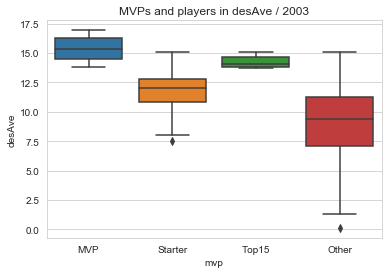 MVPs and players in desAve / 2003
desAve
17.5
15.0
12.5
10.0
7.5
5.0
2.5
0.0
MVP Starter Top15 Other
mvp